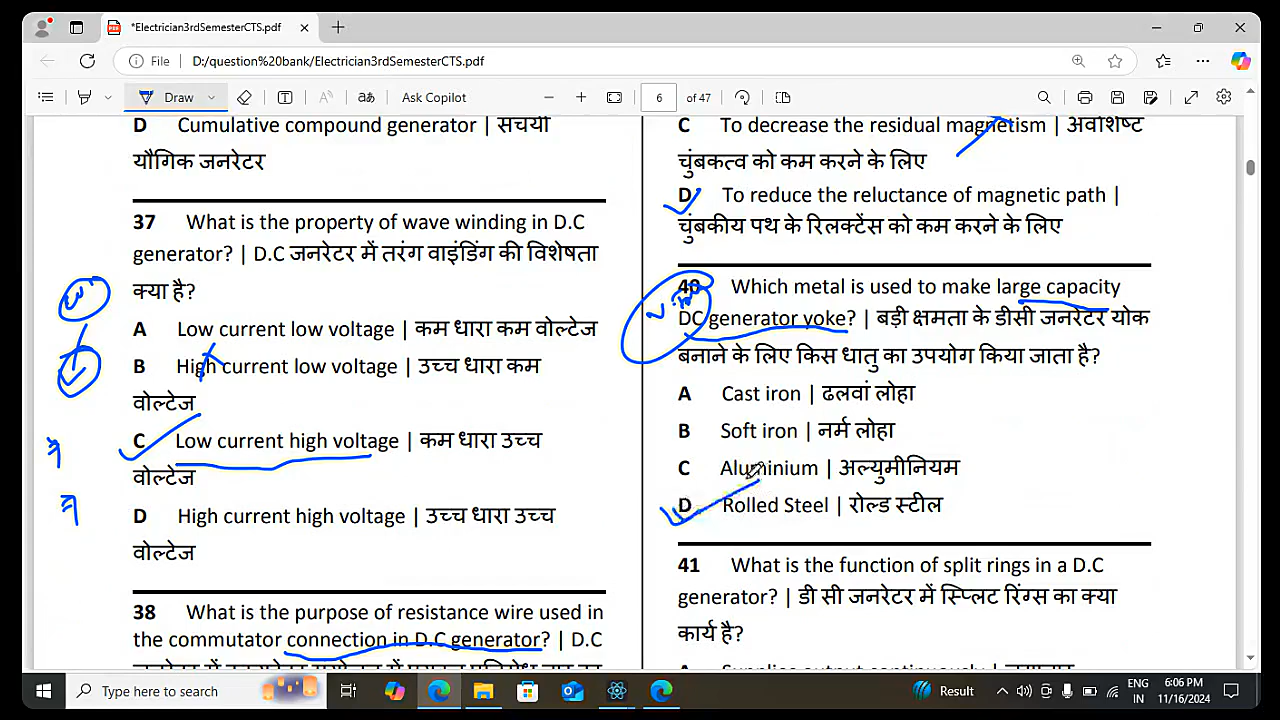 *Electrician3rdSemesterCTS.pdf
File D:/question%20bank/Electrician3rdSemesterCTS.pdf
Draw Ask Copilot 6 of 47
D Cumulative compound generator | संचयी
यौगिक जनरेटर
37 What is the property of wave winding in D.C
generator? | D.C जनरेटर में तरंग वाइंडिंग की विशेषता
क्या है?
A Low current low voltage | कम धारा कम वोल्टेज
B High current low voltage | उच्च धारा कम
वोल्टेज
C Low current high voltage | कम धारा उच्च
वोल्टेज
D High current high voltage | उच्च धारा उच्च
वोल्टेज
38 What is the purpose of resistance wire used in
the commutator connection in D.C generator? | D.C
C To decrease the residual magnetism | अवशिष्ट
चुंबकत्व को कम करने के लिए
D To reduce the reluctance of magnetic path |
चुंबकीय पथ के रिलक्टेंस को कम करने के लिए
40 Which metal is used to make large capacity
DC generator yoke? | बड़ी क्षमता के डीसी जनरेटर योक
बनाने के लिए किस धातु का उपयोग किया जाता है?
A Cast iron | ढलवां लोहा
B Soft iron | नर्म लोहा
C Aluminium | अल्युमीनियम
D Rolled Steel | रोल्ड स्टील
41 What is the function of split rings in a D.C
generator? | डी सी जनरेटर में स्प्लिट रिंग्स का क्या
कार्य है?
A Supplies output continuously |
Type here to search
Result
ENG 6:06 PM
IN 11/16/2024